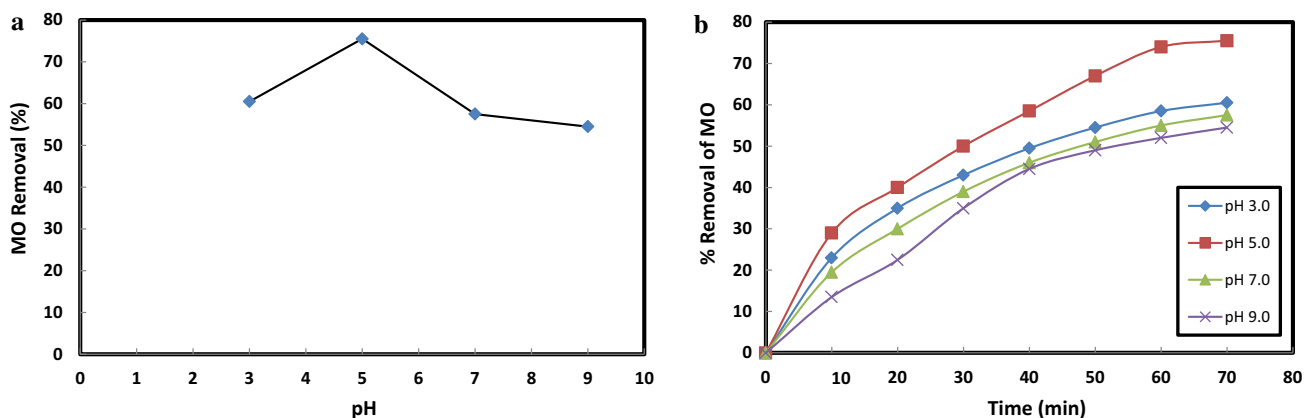 a
MO Removal (%)
80
70
60
50
40
30
20
10
0
0 1 2 3 4 5 6 7 8 9 10
pH
b
% Removal of MO
80
70
60
50
40
30
20
10
0
0 10 20 30 40 50 60 70 80
Time (min)
pH 3.0
pH 5.0
pH 7.0
pH 9.0